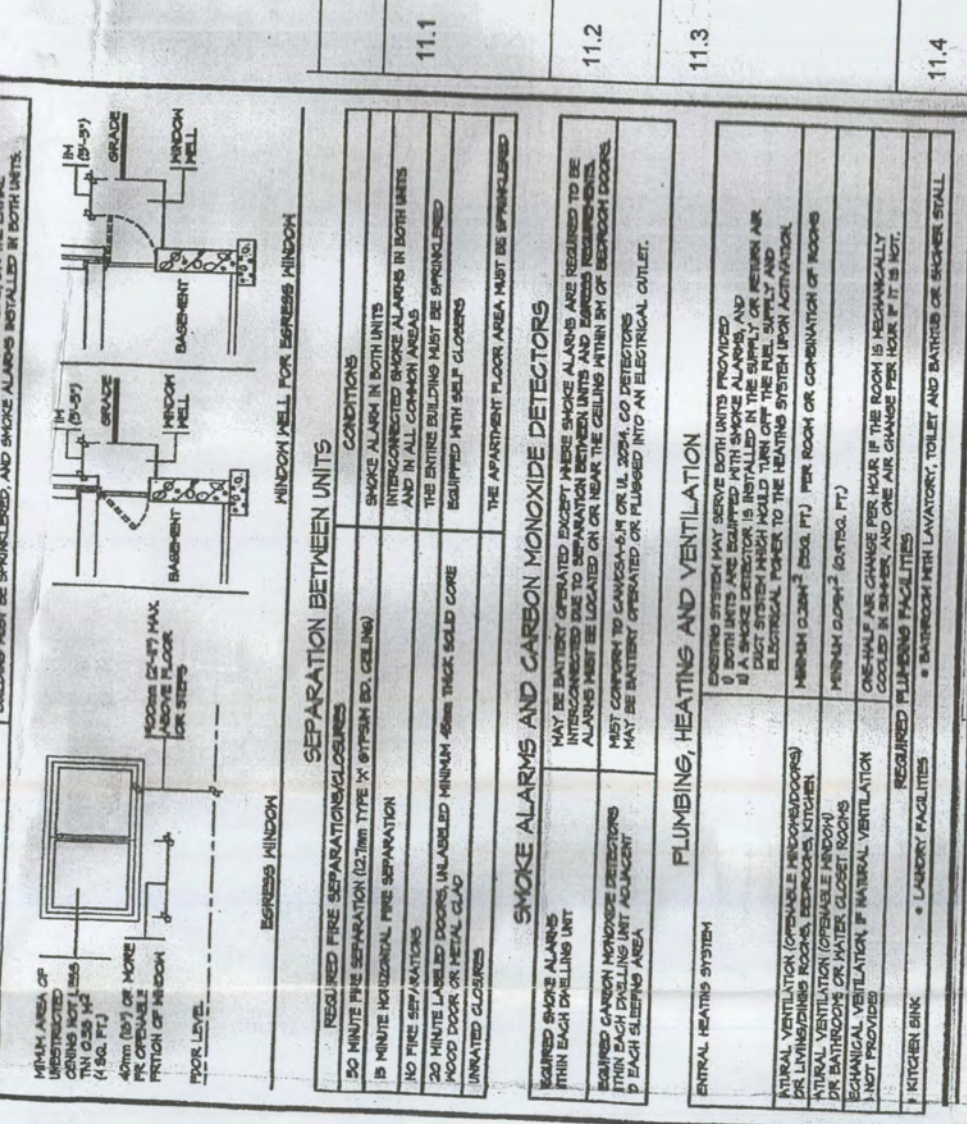 BE SPRINKLERED, AND SMOKE ALARMS INSTALLED IN BOTH UNITS.
MINIMUM AREA OF
UNOBSTRUCTED
OPENING NOT LESS
THAN 0.35 M²
(4 SQ. FT.)
(15") OR MORE
OPENABLE
PORTION OF WINDOW
FLOOR LEVEL
900mm (2'-11") MAX
ABOVE FLOOR
FOR STEPS
EGRESS WINDOW
1M
(3'-3")
GRADE
WINDOW
WELL
BASEMENT
1M
(3'-3")
GRADE
WINDOW
WELL
BASEMENT
WINDOW WELL FOR EGRESS WINDOW
SEPARATION BETWEEN UNITS
REQUIRED FIRE SEPARATIONS/CLOSURES
CONDITIONS
30 MINUTE FIRE SEPARATION (12.7mm TYPE 'X' GYPSUM BD. CEILING)
SMOKE ALARM IN BOTH UNITS
15 MINUTE HORIZONTAL FIRE SEPARATION
INTERCONNECTED SMOKE ALARMS IN BOTH UNITS
AND IN ALL COMMON AREAS
NO FIRE SEPARATIONS
THE ENTIRE BUILDING MUST BE SPRINKLERED
20 MINUTE LABELED DOORS, UNLABELED MINIMUM 45mm THICK SOLID CORE
WOOD DOOR OR METAL CLAD
EQUIPPED WITH SELF CLOSERS
UNRATED CLOSURES
THE APARTMENT FLOOR AREA MUST BE SPRINKLERED
11.1
SMOKE ALARMS AND CARBON MONOXIDE DETECTORS
REQUIRED SMOKE ALARMS
WITHIN EACH DWELLING UNIT
MAY BE BATTERY OPERATED EXCEPT WHERE SMOKE ALARMS ARE REQUIRED TO BE
INTERCONNECTED DUE TO SEPARATION BETWEEN UNITS AND EGRESS REQUIREMENTS.
ALARMS MUST BE LOCATED ON OR NEAR THE CEILING WITHIN 5M OF BEDROOM DOORS.
REQUIRED CARBON MONOXIDE DETECTORS
WITHIN EACH DWELLING UNIT ADJACENT
TO EACH SLEEPING AREA
MUST CONFORM TO CAN/CSA-6.19 OR UL 2034. CO DETECTORS
MAY BE BATTERY OPERATED OR PLUGGED INTO AN ELECTRICAL OUTLET.
11.2
PLUMBING, HEATING AND VENTILATION
11.3
CENTRAL HEATING SYSTEM
EXISTING SYSTEM MAY SERVE BOTH UNITS PROVIDED
i) BOTH UNITS ARE EQUIPPED WITH SMOKE ALARMS, AND
ii) A SMOKE DETECTOR IS INSTALLED IN THE SUPPLY OR RETURN AIR
DUCT SYSTEM WHICH WOULD TURN OFF THE FUEL SUPPLY AND
ELECTRICAL POWER TO THE HEATING SYSTEM UPON ACTIVATION.
NATURAL VENTILATION (OPENABLE WINDOWS/DOORS)
FOR LIVING/DINING ROOMS, BEDROOMS, KITCHEN
MINIMUM 0.28M² (3SQ. FT.) PER ROOM OR COMBINATION OF ROOMS
NATURAL VENTILATION (OPENABLE WINDOW)
FOR BATHROOMS OR WATER CLOSET ROOMS
MINIMUM 0.09M² (0.97SQ. FT.)
MECHANICAL VENTILATION, IF NATURAL VENTILATION
NOT PROVIDED
ONE-HALF AIR CHANGE PER HOUR IF THE ROOM IS MECHANICALLY
COOLED IN SUMMER, AND ONE AIR CHANGE PER HOUR IF IT IS NOT.
REQUIRED PLUMBING FACILITIES
• KITCHEN SINK • LAUNDRY FACILITIES • BATHROOM WITH LAVATORY, TOILET AND BATHTUB OR SHOWER STALL
11.4